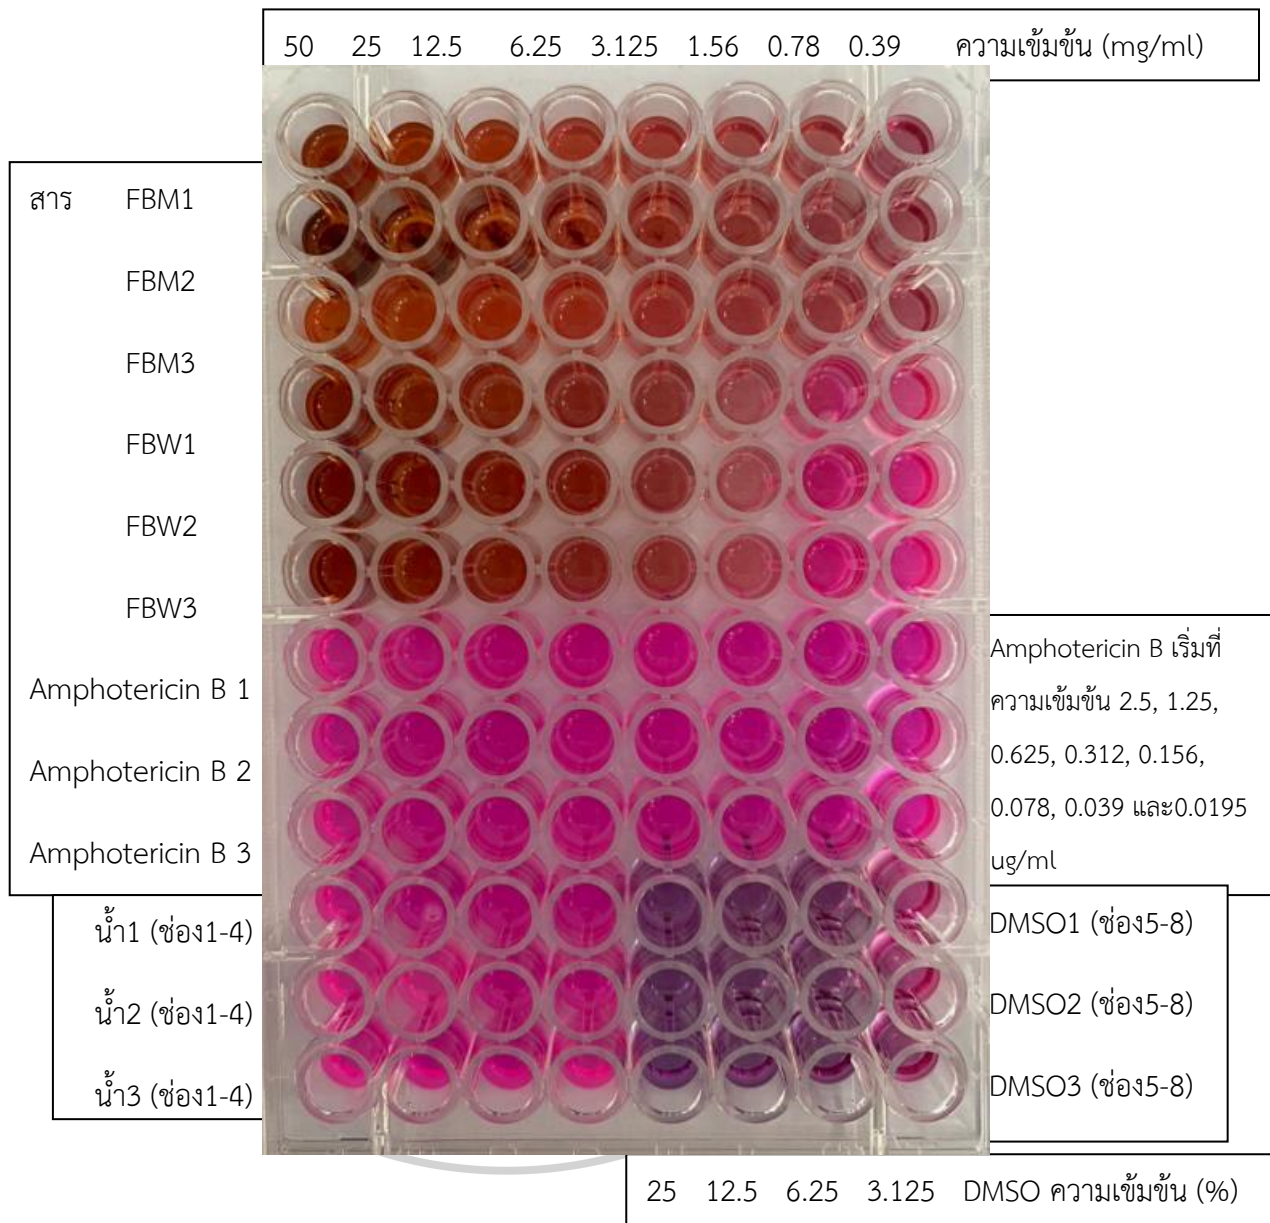 50 25 12.5 6.25 3.125 1.56 0.78 0.39 ความเข้มข้น (mg/ml)
สาร FBM1
FBM2
FBM3
FBW1
FBW2
FBW3
Amphotericin B 1
Amphotericin B 2
Amphotericin B 3
Amphotericin B เริ่มที่
ความเข้มข้น 2.5, 1.25,
0.625, 0.312, 0.156,
0.078, 0.039 และ0.0195
ug/ml
น้ำ1 (ช่อง1-4)
น้ำ2 (ช่อง1-4)
น้ำ3 (ช่อง1-4)
DMSO1 (ช่อง5-8)
DMSO2 (ช่อง5-8)
DMSO3 (ช่อง5-8)
25 12.5 6.25 3.125 DMSO ความเข้มข้น (%)